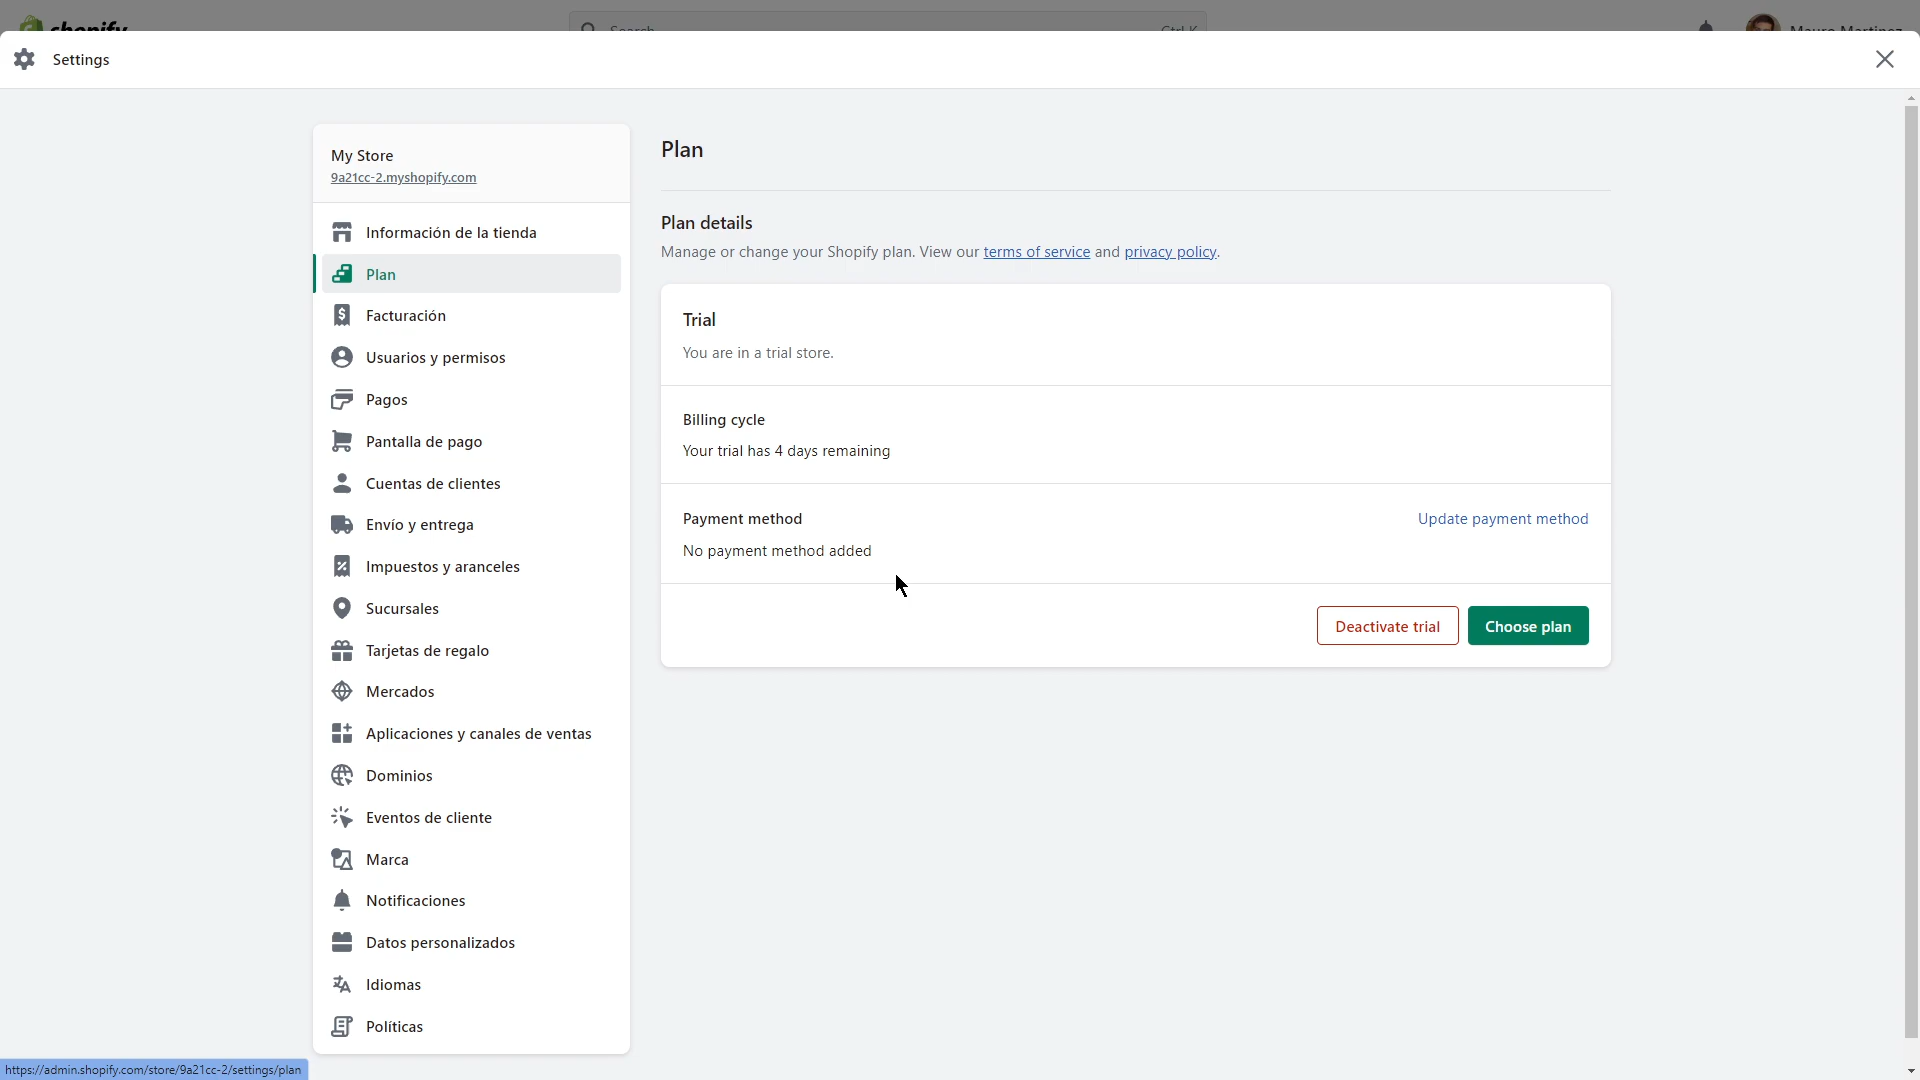 shopify
Search
Ctrl K
Mauro Martinez
Settings
My Store
9a21cc-2.myshopify.com
Información de la tienda
Plan
Facturación
Usuarios y permisos
Pagos
Pantalla de pago
Cuentas de clientes
Envío y entrega
Impuestos y aranceles
Sucursales
Tarjetas de regalo
Mercados
Aplicaciones y canales de ventas
Dominios
Eventos de cliente
Marca
Notificaciones
Datos personalizados
Idiomas
Políticas
Plan
Plan details
Manage or change your Shopify plan. View our terms of service and privacy policy.
Trial
You are in a trial store.
Billing cycle
Your trial has 4 days remaining
Payment method
Update payment method
No payment method added
Deactivate trial
Choose plan
https://admin.shopify.com/store/9a21cc-2/settings/plan